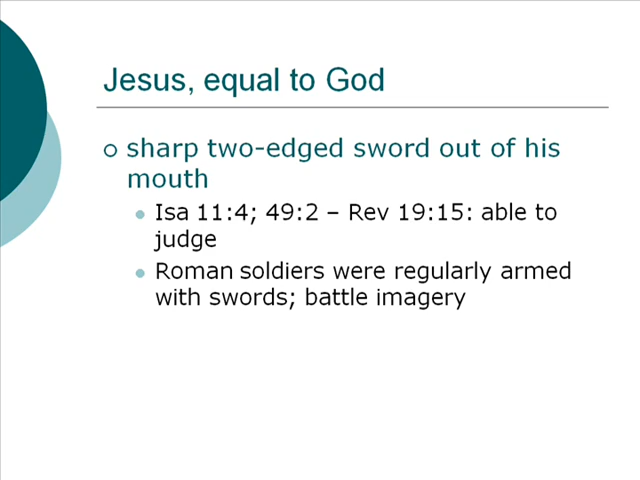 Jesus, equal to God
sharp two-edged sword out of his
mouth
Isa 11:4; 49:2 – Rev 19:15: able to
judge
Roman soldiers were regularly armed
with swords; battle imagery